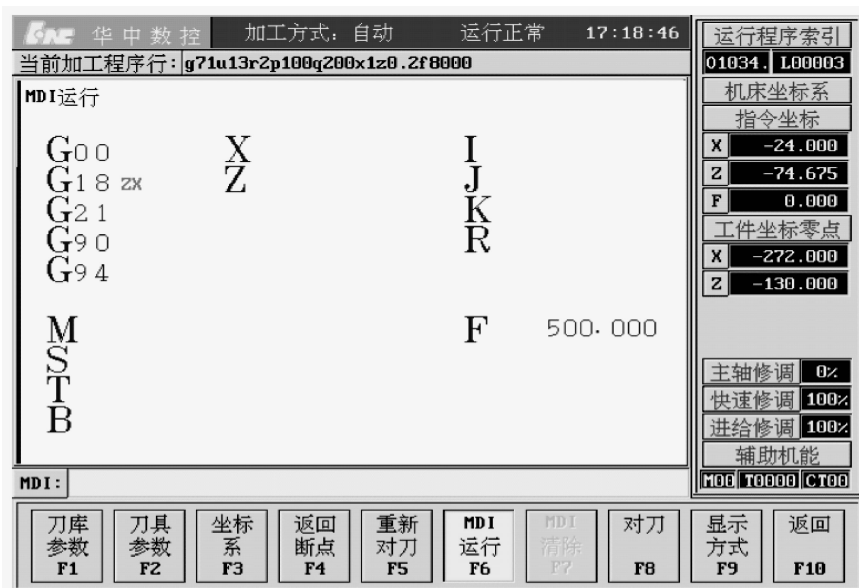 HNC 华中数控 加工方式：自动 运行正常 17:18:46
当前加工程序行：g71u13r2p100q200x1z0.2f8000
MDI运行
G00 X I
G18 ZX Z J
G21 K
G90 R
G94
M F 500.000
S
T
B
MDI:
运行程序索引
O1034. L00003
机床坐标系
指令坐标
X -24.000
Z -74.675
F 0.000
工件坐标零点
X -272.000
Z -130.000
主轴修调 0%
快速修调 100%
进给修调 100%
辅助机能
M00 T0000 CT00
刀库参数 F1
刀具参数 F2
坐标系 F3
返回断点 F4
重新对刀 F5
MDI运行 F6
MDI清除 F7
对刀 F8
显示方式 F9
返回 F10